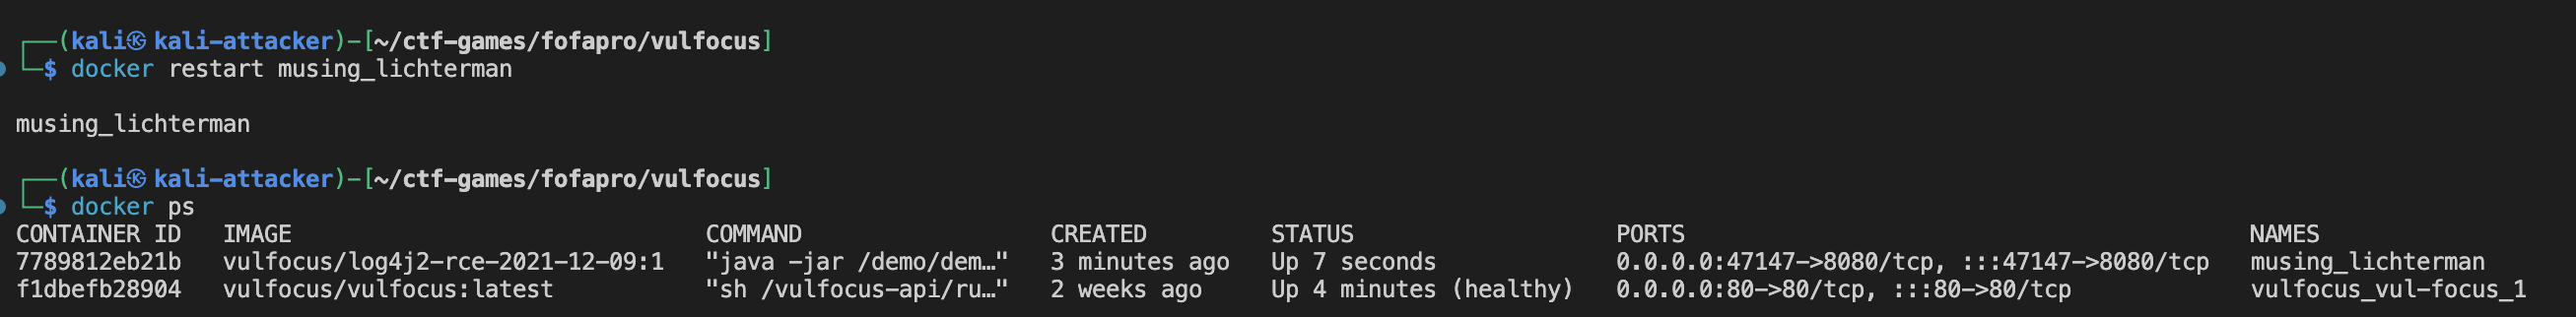 ┌──(kali㉿kali-attacker)-[~/ctf-games/fofapro/vulfocus]
└─$ docker restart musing_lichterman
musing_lichterman
┌──(kali㉿kali-attacker)-[~/ctf-games/fofapro/vulfocus]
└─$ docker ps
CONTAINER ID   IMAGE                             COMMAND                  CREATED         STATUS                   PORTS                                         NAMES
7789812eb21b   vulfocus/log4j2-rce-2021-12-09:1   "java -jar /demo/dem…"   3 minutes ago   Up 7 seconds             0.0.0.0:47147->8080/tcp, :::47147->8080/tcp   musing_lichterman
f1dbefb28904   vulfocus/vulfocus:latest           "sh /vulfocus-api/ru…"   2 weeks ago     Up 4 minutes (healthy)   0.0.0.0:80->80/tcp, :::80->80/tcp             vulfocus_vul-focus_1